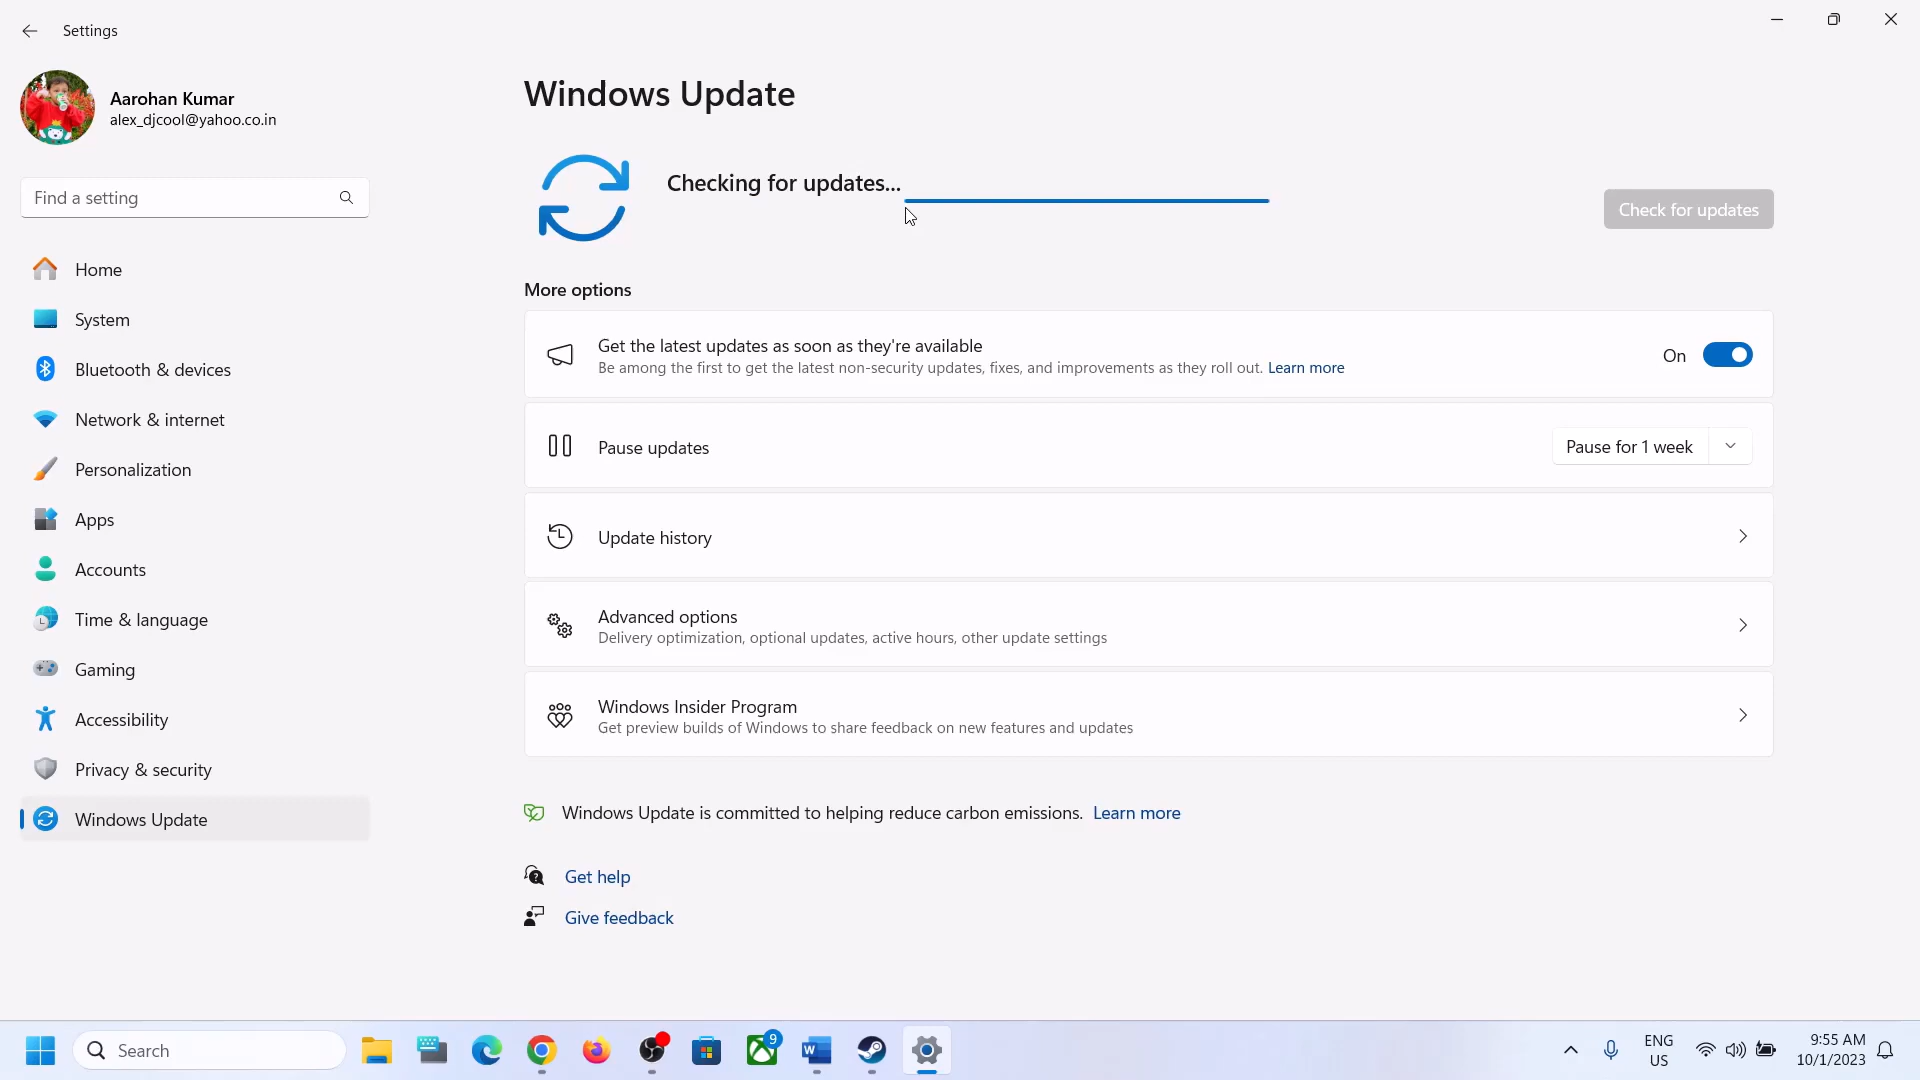 Settings
Aarohan Kumar
alex_djcool@yahoo.co.in
Find a setting
Home
System
Bluetooth & devices
Network & internet
Personalization
Apps
Accounts
Time & language
Gaming
Accessibility
Privacy & security
Windows Update
Windows Update
Checking for updates...
Check for updates
More options
Get the latest updates as soon as they're available
Be among the first to get the latest non-security updates, fixes, and improvements as they roll out. Learn more
On
Pause updates
Pause for 1 week
Update history
Advanced options
Delivery optimization, optional updates, active hours, other update settings
Windows Insider Program
Get preview builds of Windows to share feedback on new features and updates
Windows Update is committed to helping reduce carbon emissions. Learn more
Get help
Give feedback
Search
9
W
ENG
US
9:55 AM
10/1/2023